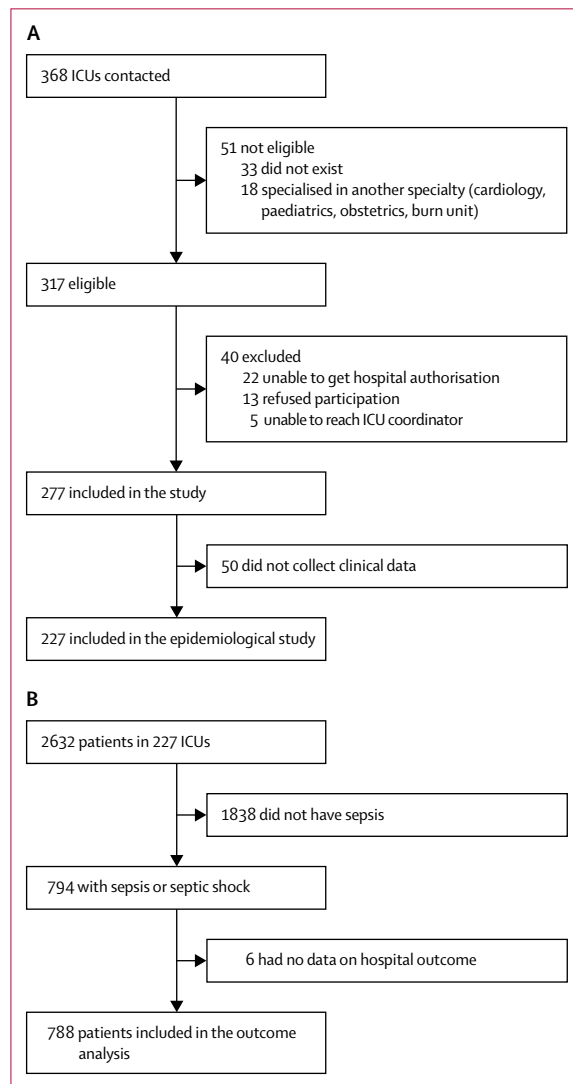 A
368 ICUs contacted
51 not eligible
33 did not exist
18 specialised in another specialty (cardiology,
paediatrics, obstetrics, burn unit)
317 eligible
40 excluded
22 unable to get hospital authorisation
13 refused participation
5 unable to reach ICU coordinator
277 included in the study
50 did not collect clinical data
227 included in the epidemiological study
B
2632 patients in 227 ICUs
1838 did not have sepsis
794 with sepsis or septic shock
6 had no data on hospital outcome
788 patients included in the outcome
analysis